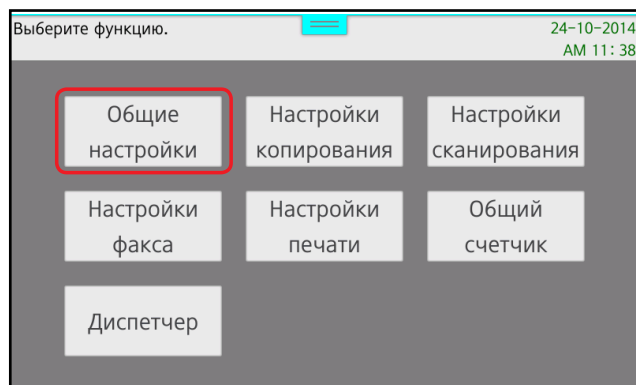 Выберите функцию.
24-10-2014
AM 11: 38
Общие
настройки
Настройки
копирования
Настройки
сканирования
Настройки
факса
Настройки
печати
Общий
счетчик
Диспетчер